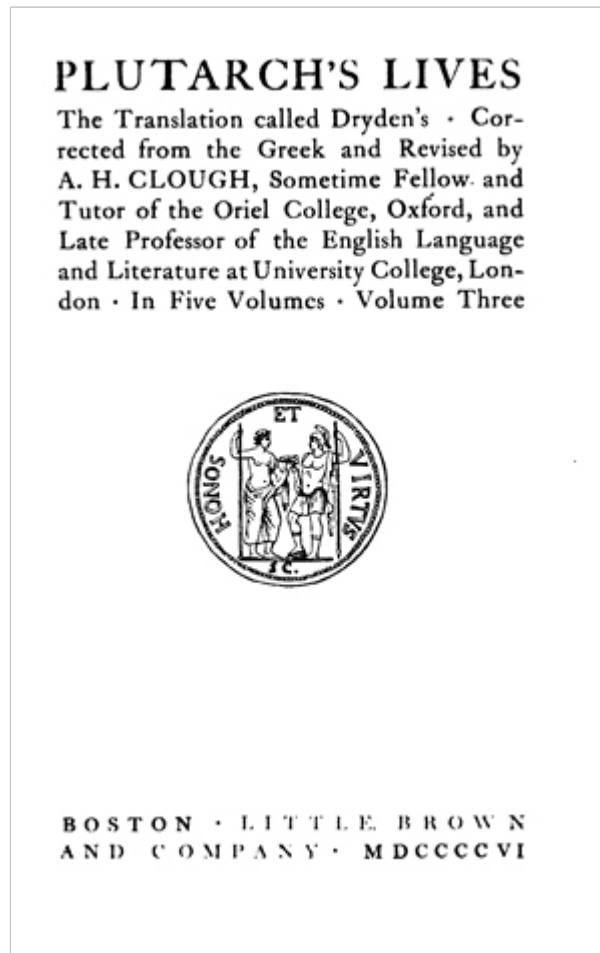 PLUTARCH'S LIVES
The Translation called Dryden's · Cor-
rected from the Greek and Revised by
A. H. CLOUGH, Sometime Fellow and
Tutor of the Oriel College, Oxford, and
Late Professor of the English Language
and Literature at University College, Lon-
don · In Five Volumes · Volume Three
HONOS
ET
VIRTVS
S C.
BOSTON · LITTLE BROWN
AND COMPANY · MDCCCCVI